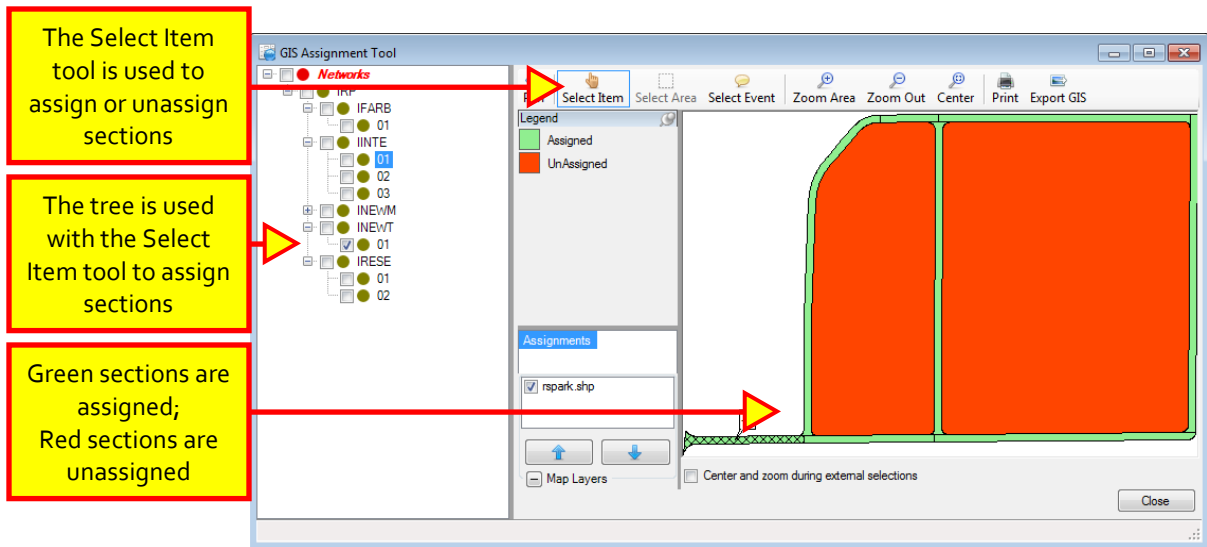 The Select Item
tool is used to
assign or unassign
sections
The tree is used
with the Select
Item tool to assign
sections
Green sections are
assigned;
Red sections are
unassigned
GIS Assignment Tool
Networks
IRP
IFARB
01
IINTE
01
02
03
INEWM
INEWT
01
IRESE
01
02
Select Item Select Area Select Event Zoom Area Zoom Out Center Print Export GIS
Legend
Assigned
UnAssigned
Assignments
rspark.shp
Map Layers
Center and zoom during external selections
Close